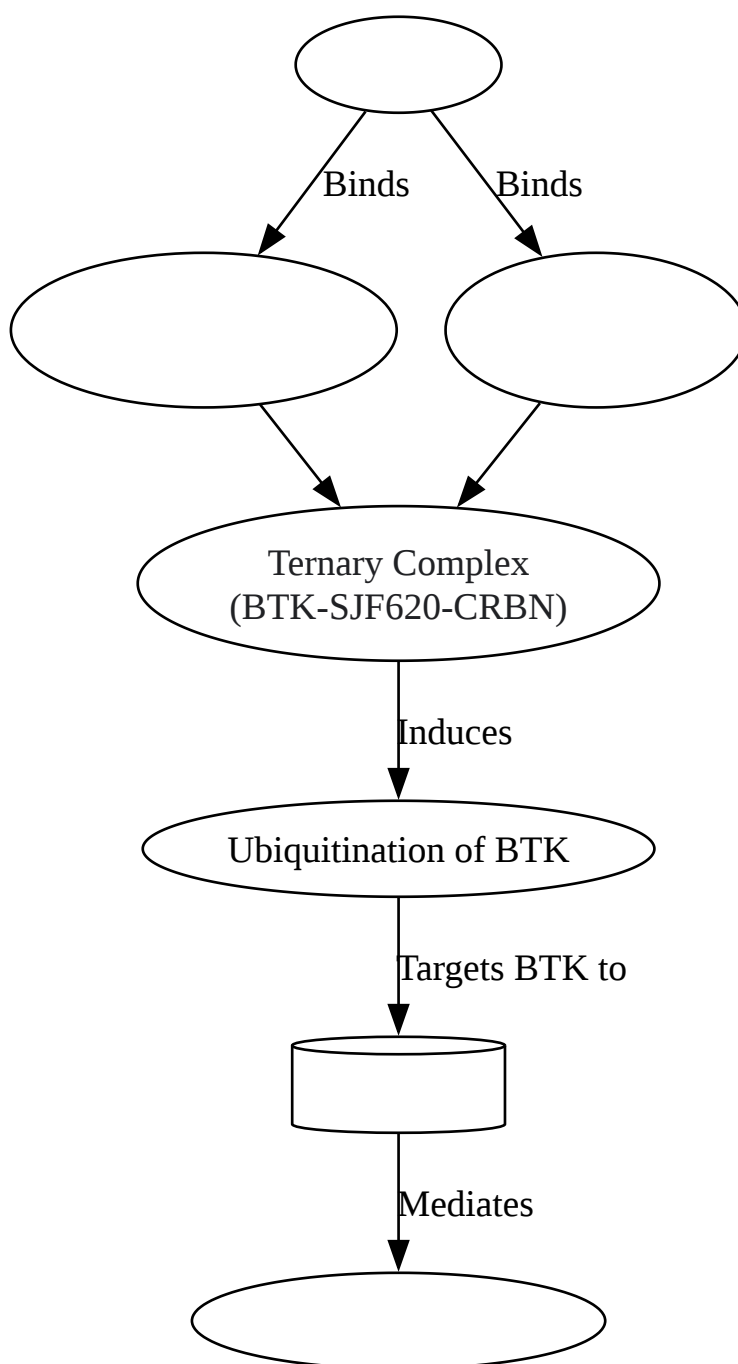 Binds Binds
Ternary Complex
(BTK-SJF620-CRBN)
Induces
Ubiquitination of BTK
Targets BTK to
Mediates